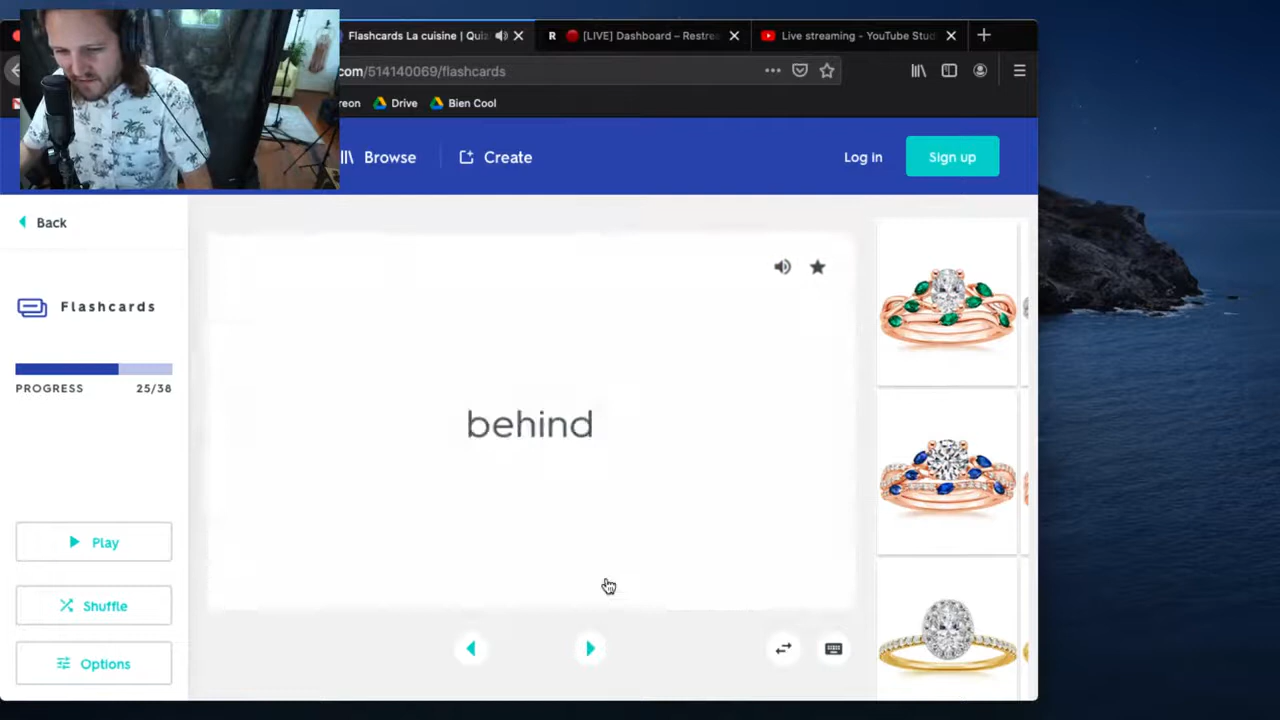 Flashcards La cuisine | Quiz
R [LIVE] Dashboard – Restre
Live streaming - YouTube Stud
com/514140069/flashcards
reon Drive Bien Cool
Browse Create Log in Sign up
Back
Flashcards
PROGRESS 25/38
behind
Play
Shuffle
Options